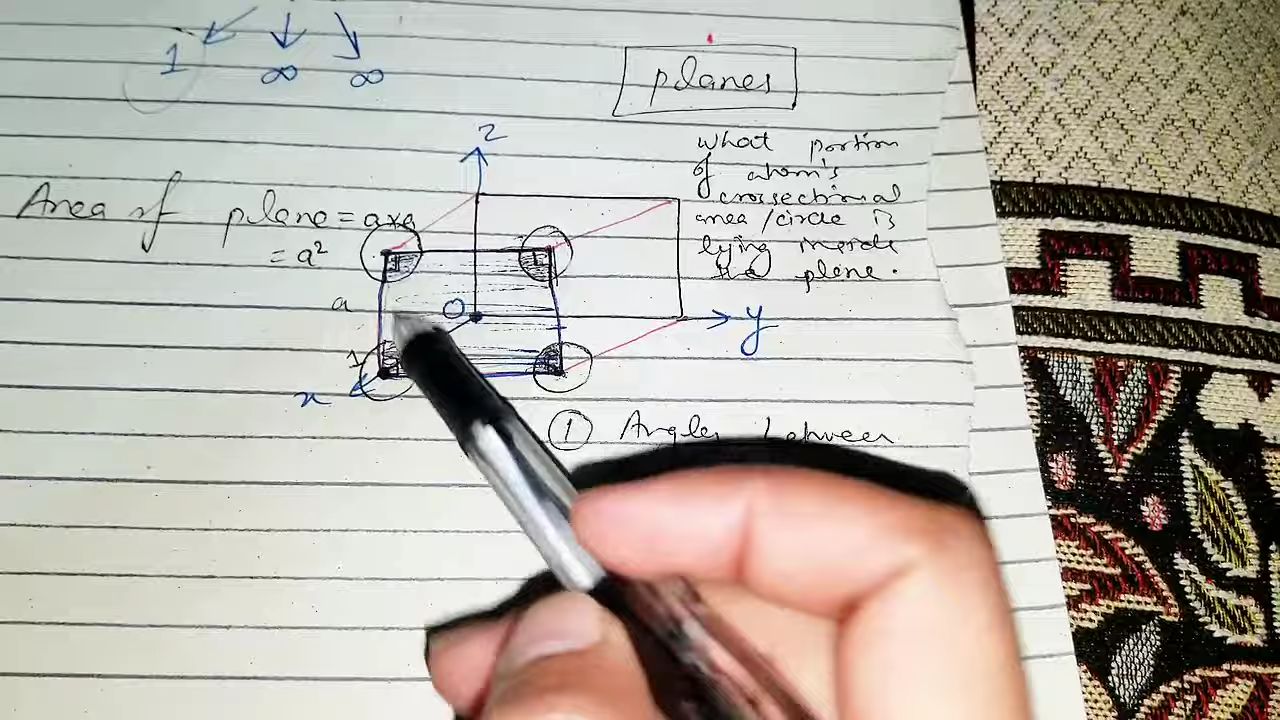 1 ∞ ∞
planes
z
what portion
of atom's
crossectional
area/circle is
lying inside
the plane.
Area of plane = a×a
= a²
a
O
y
1
x
① Angles between